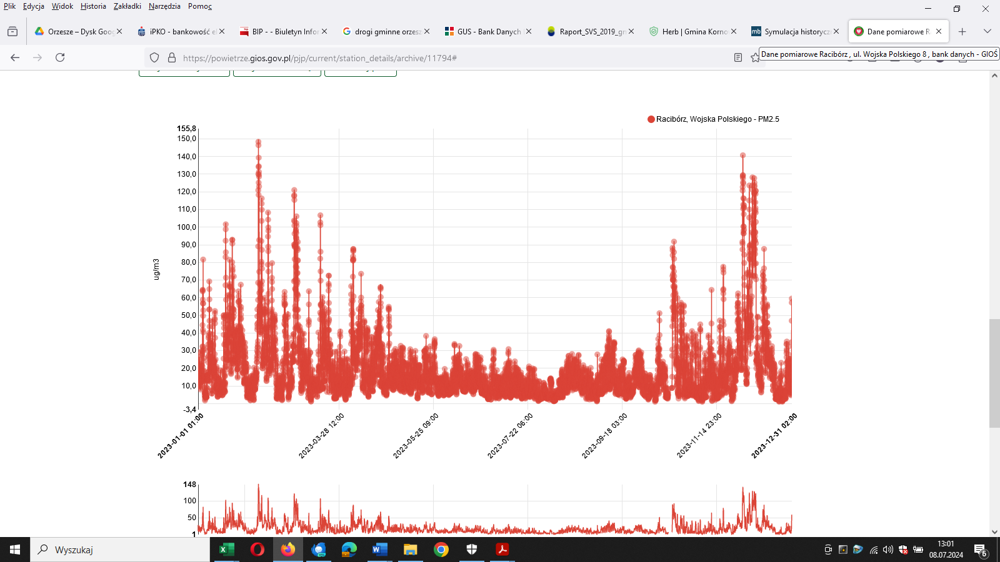 Plik Edycja Widok Historia Zakładki Narzędzia Pomoc
Orzesze – Dysk Goo
iPKO - bankowość el
BIP - - Biuletyn Infor
drogi gminne orzesz
GUS - Bank Danych
Raport_SVS_2019_gr
Herb | Gmina Korno
Symulacja historyczn
Dane pomiarowe R
https://powietrze.gios.gov.pl/pjp/current/station_details/archive/11794#
Dane pomiarowe Racibórz , ul. Wojska Polskiego 8 , bank danych - GIOŚ
Racibórz, Wojska Polskiego - PM2.5
155,8
150,0
140,0
130,0
120,0
110,0
100,0
90,0
80,0
70,0
60,0
50,0
40,0
30,0
20,0
10,0
-3,4
ug/m3
2023-01-01 01:00
2023-03-28 12:00
2023-05-25 09:00
2023-07-22 06:00
2023-09-18 03:00
2023-11-14 23:00
2023-12-31 02:00
148
100
50
1
Wyszukaj
13:01
08.07.2024
6